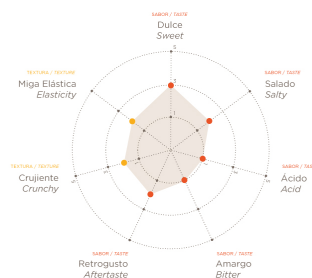 SABOR / TASTE
Dulce
Sweet
TEXTURA / TEXTURE
Miga Elástica
Elasticity
SABOR / TASTE
Salado
Salty
TEXTURA / TEXTURE
Crujiente
Crunchy
SABOR / TAST
Ácido
Acid
SABOR / TASTE
Retrogusto
Aftertaste
SABOR / TASTE
Amargo
Bitter